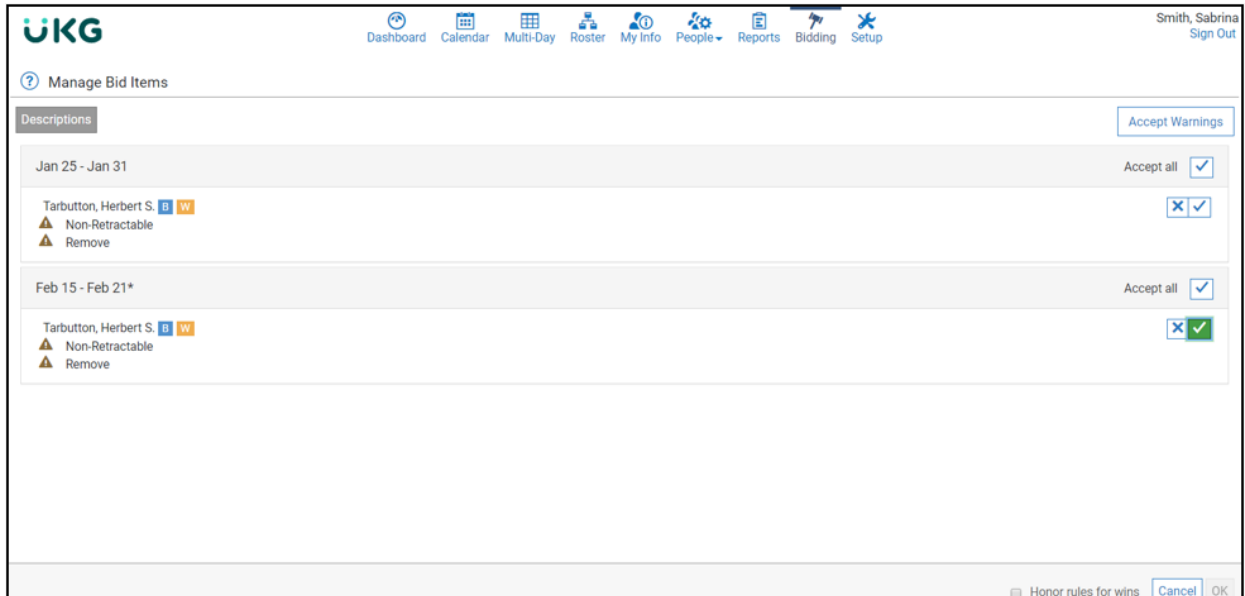 UKG
Dashboard Calendar Multi-Day Roster My Info People Reports Bidding Setup
Smith, Sabrina
Sign Out
? Manage Bid Items
Descriptions
Accept Warnings
Jan 25 - Jan 31 Accept all
Tarbutton, Herbert S. B W
Non-Retractable
Remove
Feb 15 - Feb 21* Accept all
Tarbutton, Herbert S. B W
Non-Retractable
Remove
Honor rules for wins Cancel OK